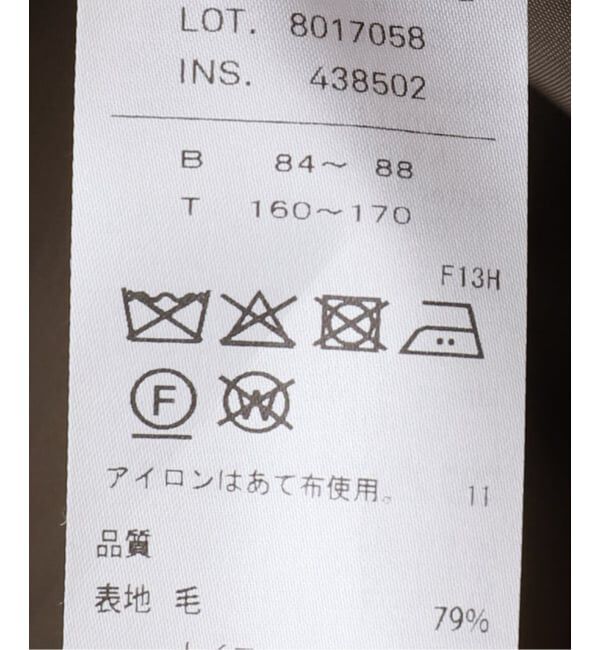 LOT. 8017058
INS. 438502
B 84～ 88
T 160～170
F13H
F W
アイロンはあて布使用。 11
品質
表地 毛 79%